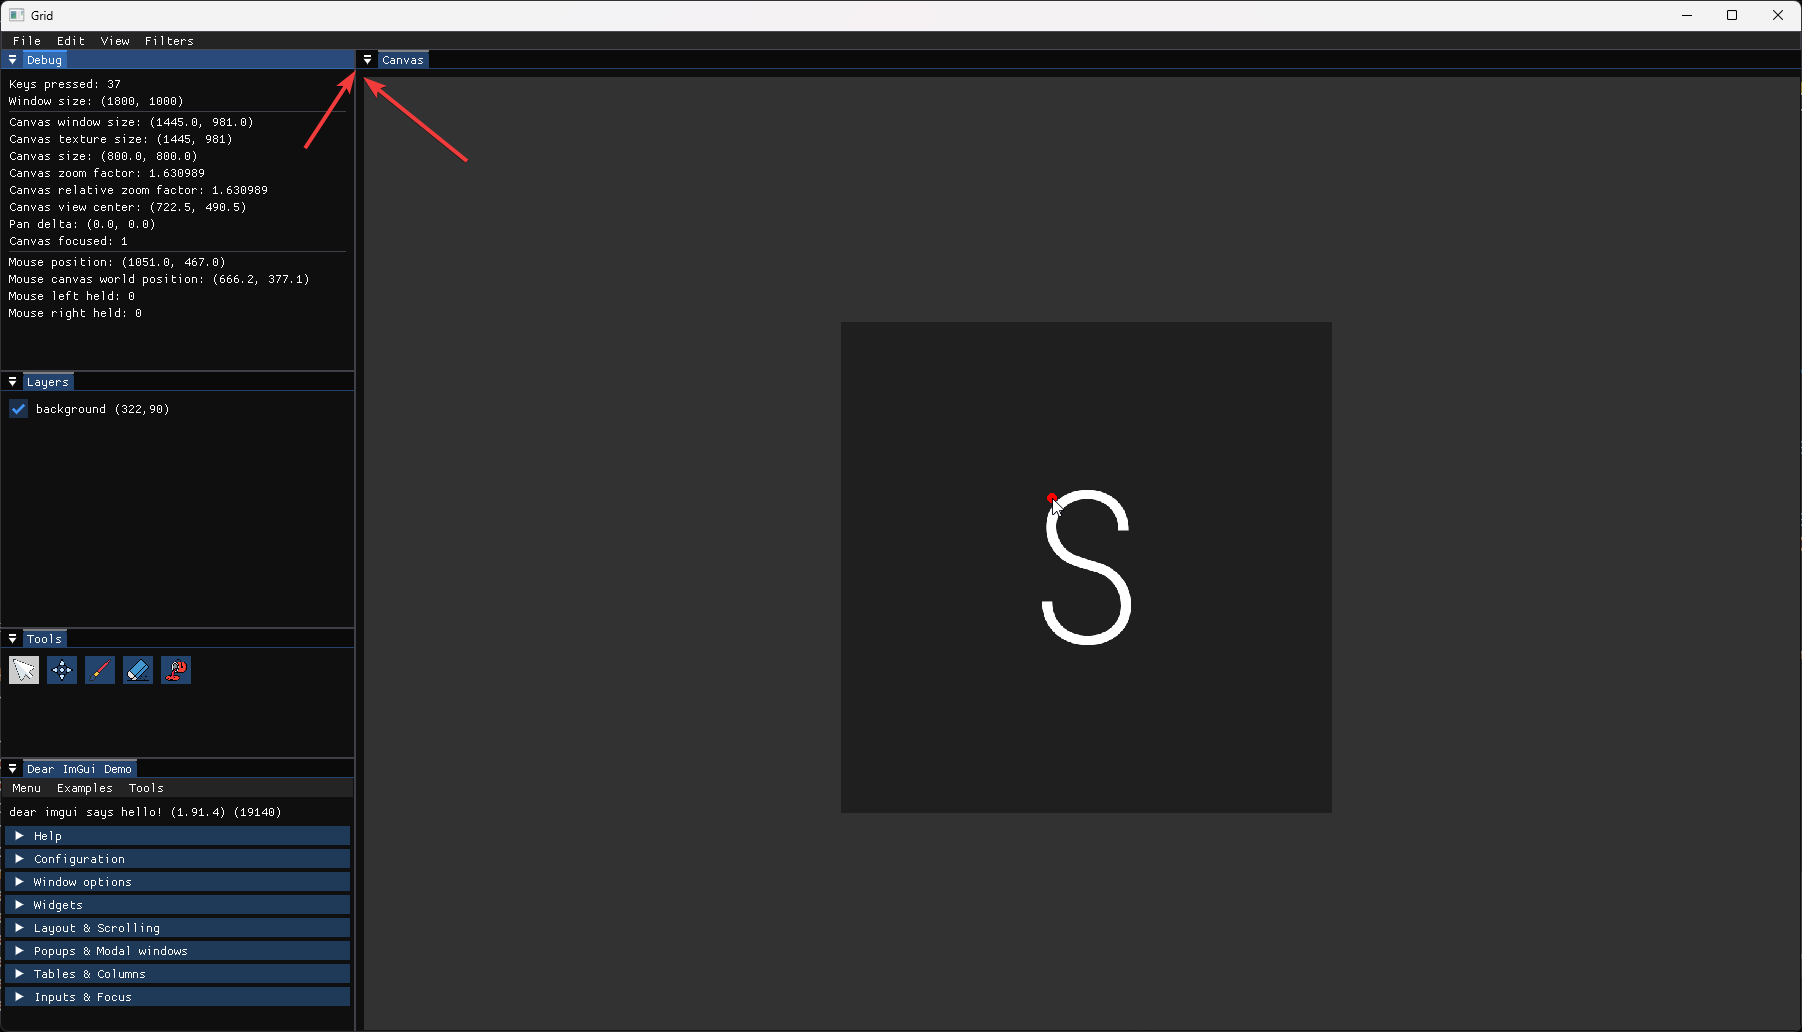 Grid
File Edit View Filters
Debug
Keys pressed: 37
Window size: (1800, 1000)
Canvas window size: (1445.0, 981.0)
Canvas texture size: (1445, 981)
Canvas size: (800.0, 800.0)
Canvas zoom factor: 1.630989
Canvas relative zoom factor: 1.630989
Canvas view center: (722.5, 490.5)
Pan delta: (0.0, 0.0)
Canvas focused: 1
Mouse position: (1051.0, 467.0)
Mouse canvas world position: (666.2, 377.1)
Mouse left held: 0
Mouse right held: 0
Layers
background (322,90)
Tools
Dear ImGui Demo
Menu Examples Tools
dear imgui says hello! (1.91.4) (19140)
Help
Configuration
Window options
Widgets
Layout & Scrolling
Popups & Modal windows
Tables & Columns
Inputs & Focus
Canvas
S